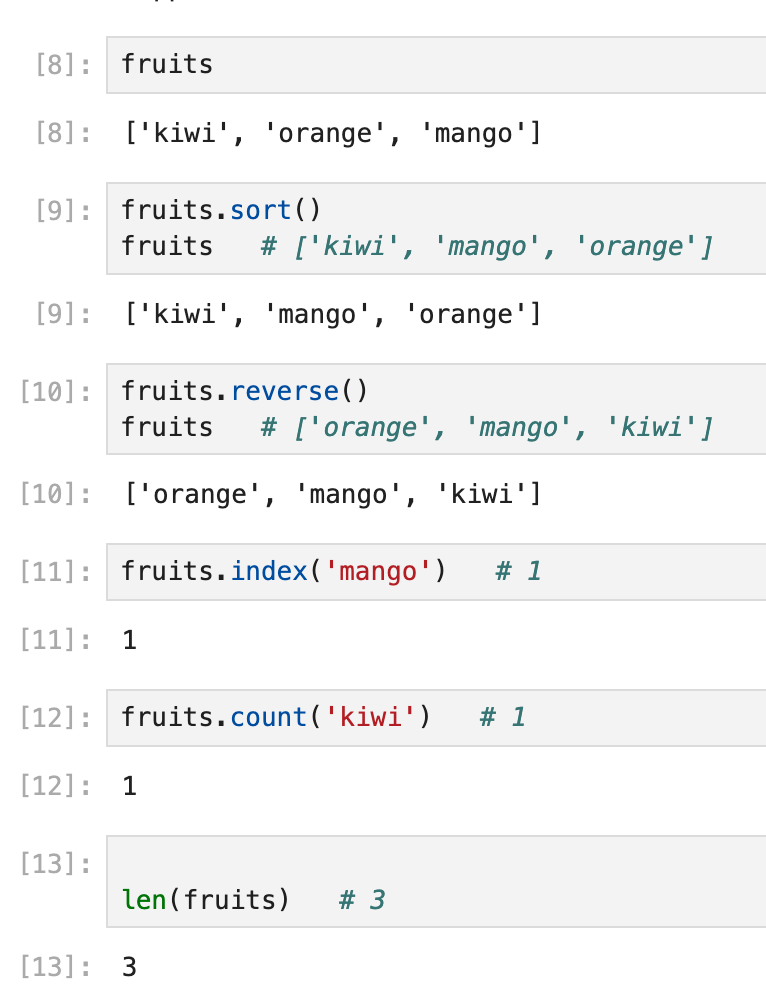 [8]: fruits
[8]: ['kiwi', 'orange', 'mango']
[9]: fruits.sort()
fruits   # ['kiwi', 'mango', 'orange']
[9]: ['kiwi', 'mango', 'orange']
[10]: fruits.reverse()
fruits   # ['orange', 'mango', 'kiwi']
[10]: ['orange', 'mango', 'kiwi']
[11]: fruits.index('mango')   # 1
[11]: 1
[12]: fruits.count('kiwi')   # 1
[12]: 1
[13]:
len(fruits)   # 3
[13]: 3